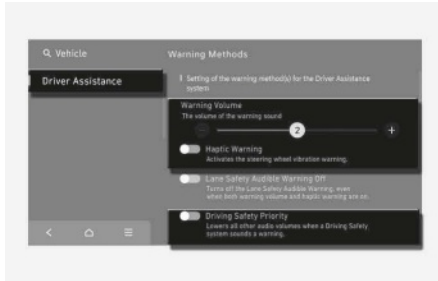 Vehicle
Warning Methods
Driver Assistance
Setting of the warning method(s) for the Driver Assistance
system
Warning Volume
The volume of the warning sound
2
Haptic Warning
Activates the steering wheel vibration warning.
Lane Safety Audible Warning Off
Turns off the Lane Safety Audible Warning, even
when both warning volume and haptic warning are on.
Driving Safety Priority
Lowers all other audio volumes when a Driving Safety
system sounds a warning.